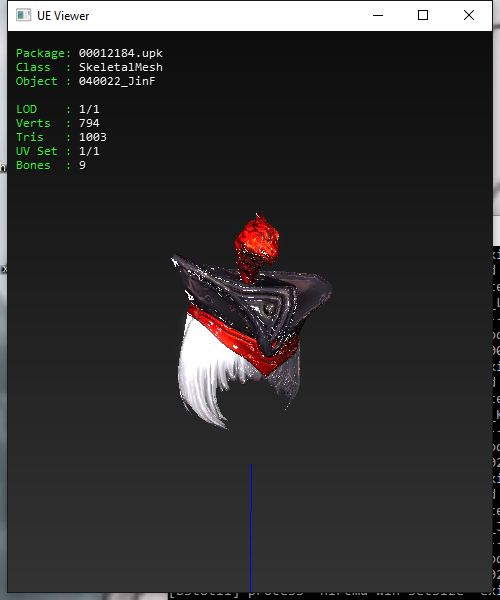 UE Viewer
Package: 00012184.upk
Class  : SkeletalMesh
Object : 040022_JinF
LOD    : 1/1
Verts  : 794
Tris   : 1003
UV Set : 1/1
Bones  : 9